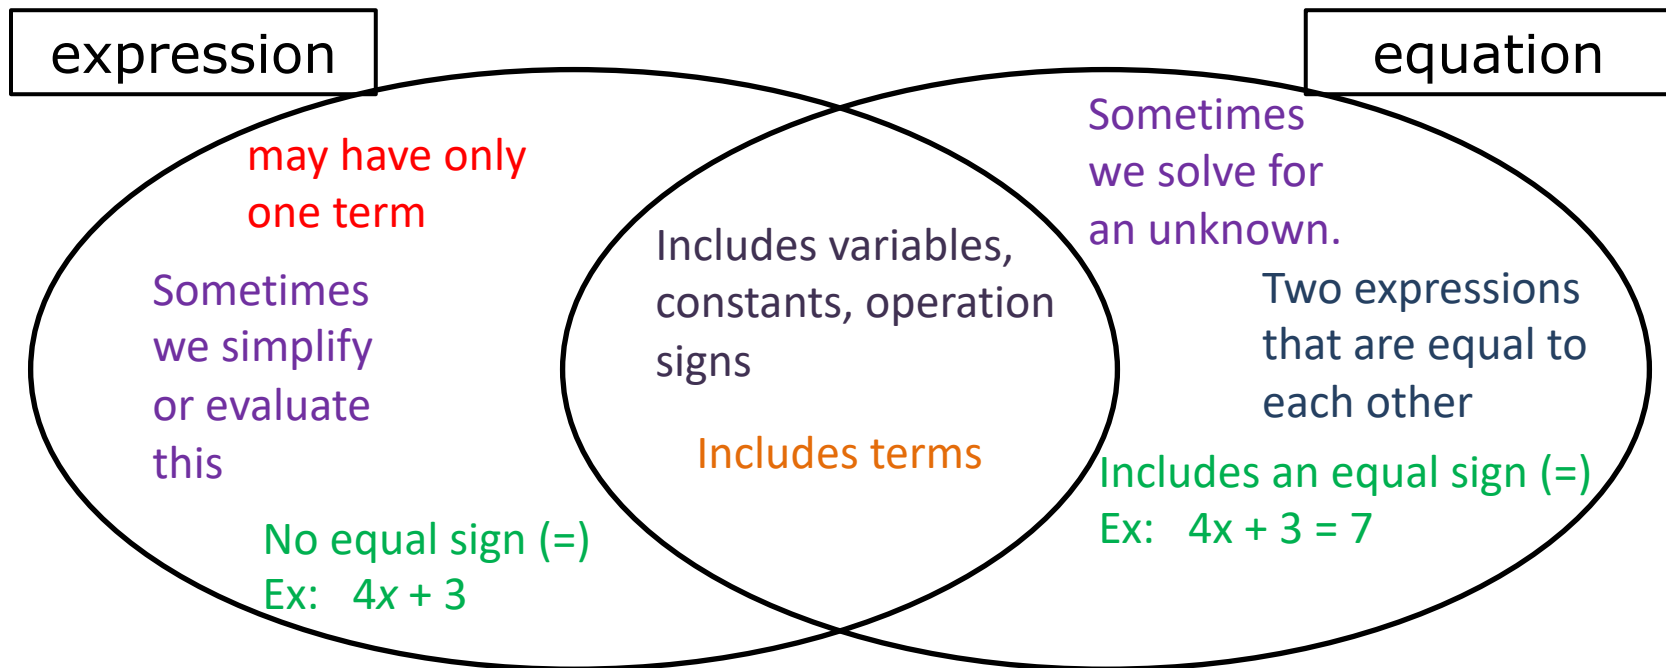 expression
equation
may have only
one term
Sometimes
we simplify
or evaluate
this
No equal sign (=)
Ex: 4x + 3
Includes variables,
constants, operation
signs
Includes terms
Sometimes
we solve for
an unknown.
Two expressions
that are equal to
each other
Includes an equal sign (=)
Ex: 4x + 3 = 7